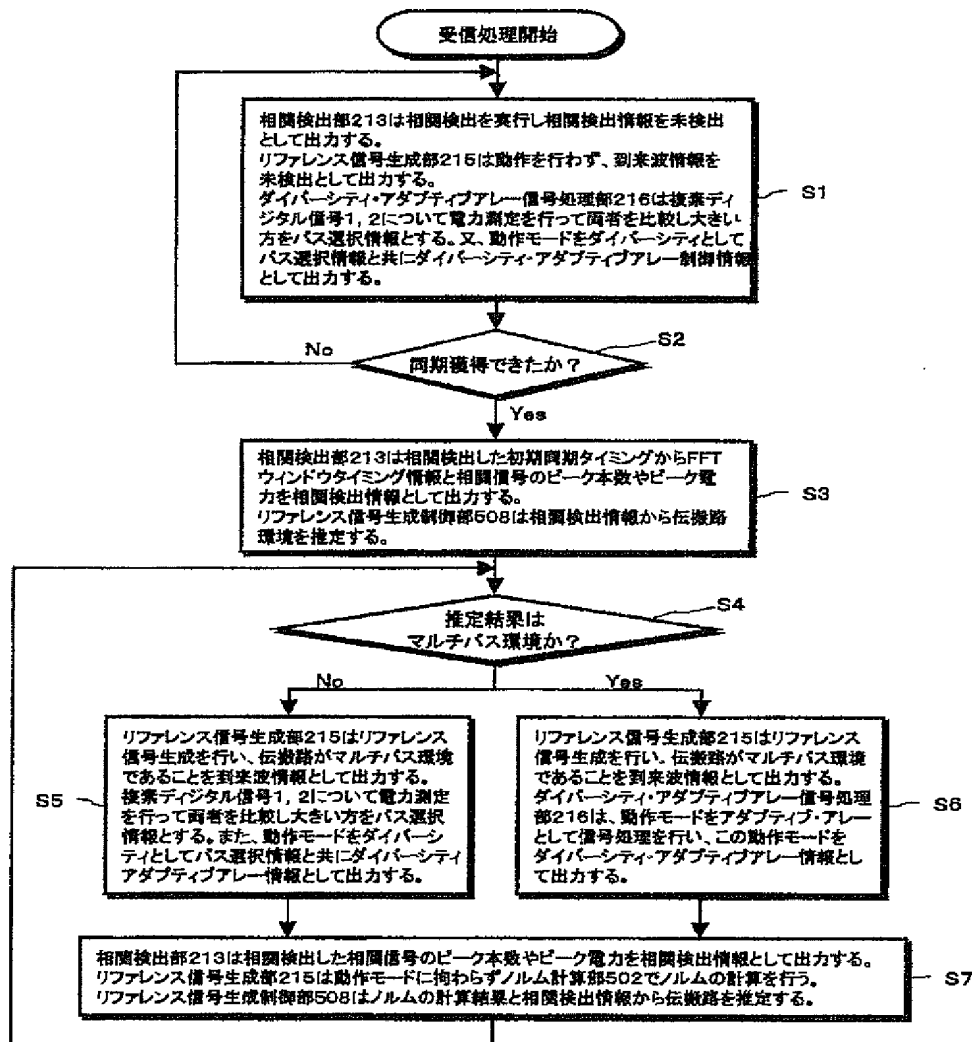 受信処理開始
相関検出部213は相関検出を実行し相関検出情報を未検出
として出力する。
リファレンス信号生成部215は動作を行わず、到来波情報を
未検出として出力する。
ダイバーシティ・アダプティブアレー信号処理部216は複素ディ
ジタル信号1, 2について電力測定を行って両者を比較し大きい
方をパス選択情報とする。又、動作モードをダイバーシティとして
パス選択情報と共にダイバーシティ・アダプティブアレー制御情報
として出力する。
S1
S2
No
同期獲得できたか？
Yes
相関検出部213は相関検出した初期同期タイミングからFFT
ウィンドウタイミング情報と相関信号のピーク本数やピーク電
力を相関検出情報として出力する。
リファレンス信号生成制御部508は相関検出情報から伝搬路
環境を推定する。
S3
S4
推定結果は
マルチパス環境か？
No
Yes
リファレンス信号生成部215はリファレンス
信号生成を行い、伝搬路がマルチパス環境
であることを到来波情報として出力する。
複素ディジタル信号1, 2について電力測定
を行って両者を比較し大きい方をパス選択
情報とする。また、動作モードをダイバーシ
ティとしてパス選択情報と共にダイバーシティ
アダプティブアレー情報として出力する。
S5
リファレンス信号生成部215はリファレンス
信号生成を行い、伝搬路がマルチパス環境
であることを到来波情報として出力する。
ダイバーシティ・アダプティブアレー信号処理
部216は、動作モードをアダプティブ・アレー
として信号処理を行い、この動作モードを
ダイバーシティ・アダプティブアレー情報とし
て出力する。
S6
相関検出部213は相関検出した相関信号のピーク本数やピーク電力を相関検出情報として出力する。
リファレンス信号生成部215は動作モードに拘わらずノルム計算部502でノルムの計算を行う。
リファレンス信号生成制御部508はノルムの計算結果と相関検出情報から伝搬路を推定する。
S7